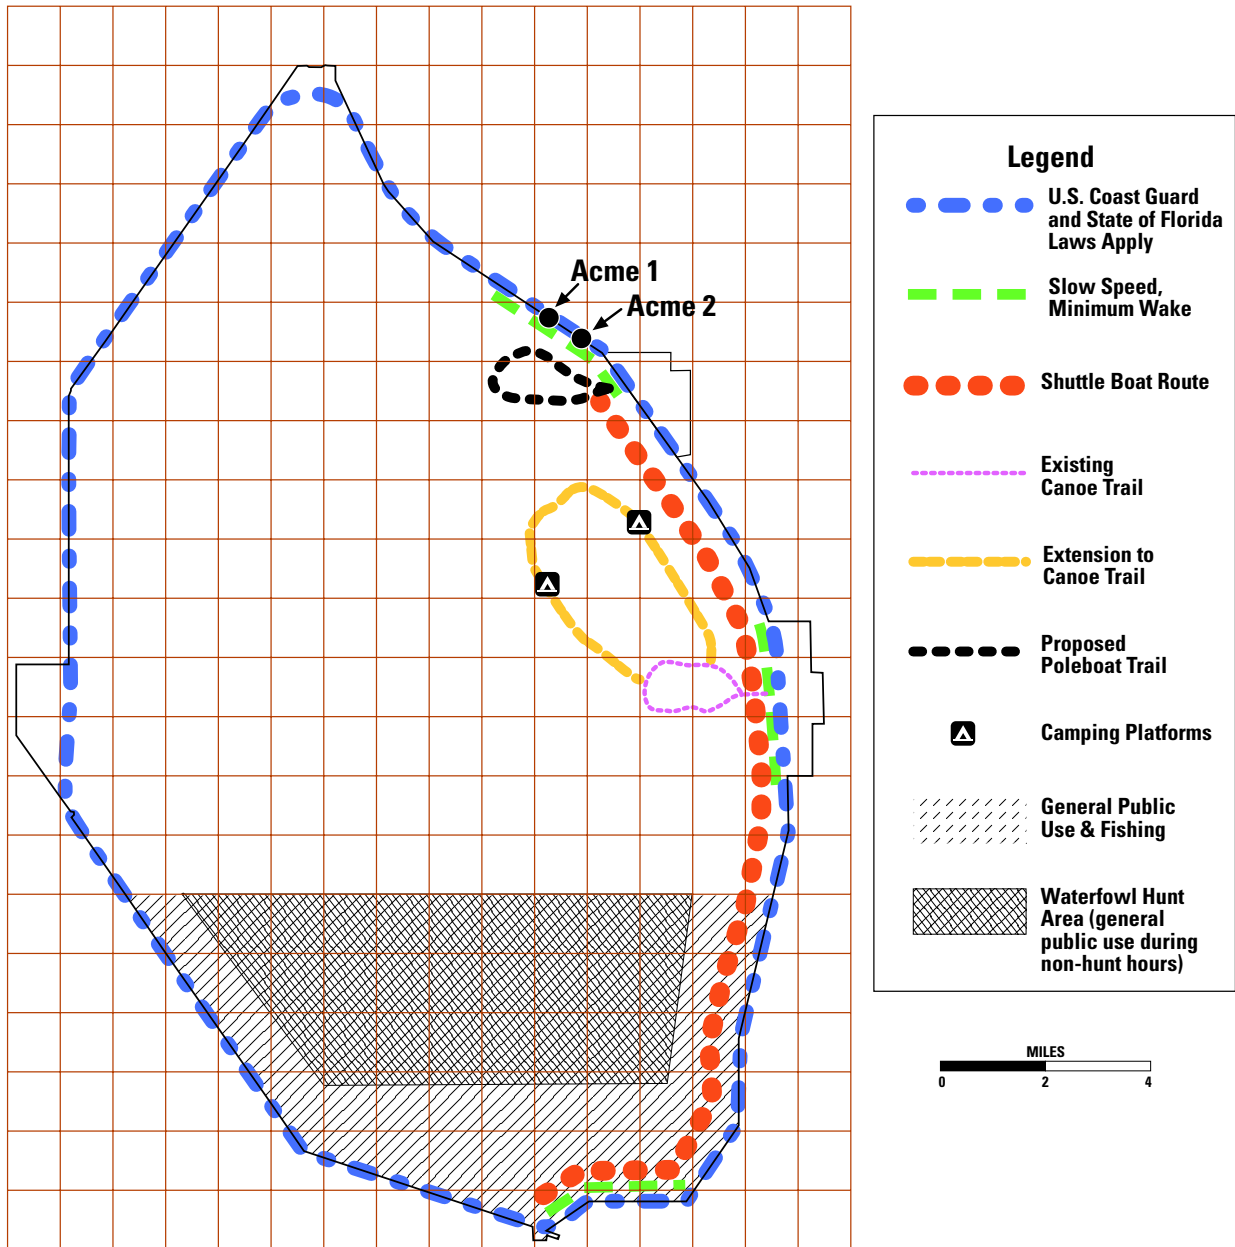 Acme 1
Acme 2
Legend
U.S. Coast Guard
and State of Florida
Laws Apply
Slow Speed,
Minimum Wake
Shuttle Boat Route
Existing
Canoe Trail
Extension to
Canoe Trail
Proposed
Poleboat Trail
Camping Platforms
General Public
Use & Fishing
Waterfowl Hunt
Area (general
public use during
non-hunt hours)
MILES
0 2 4